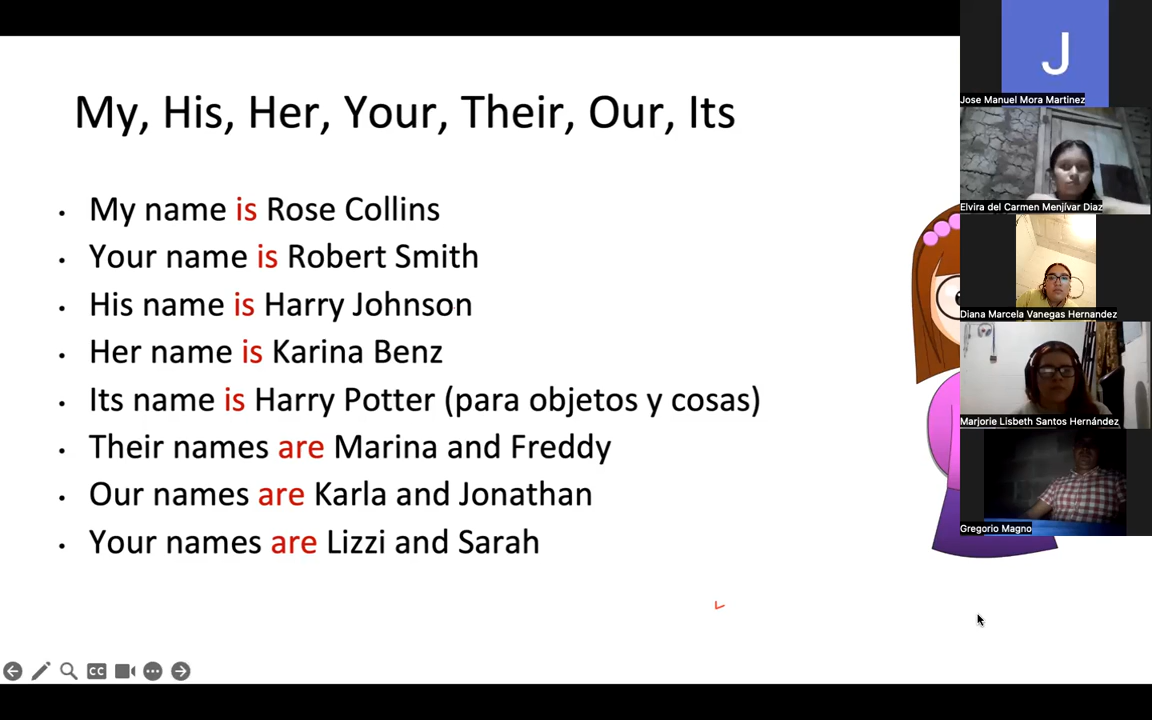 My, His, Her, Your, Their, Our, Its
• My name is Rose Collins
• Your name is Robert Smith
• His name is Harry Johnson
• Her name is Karina Benz
• Its name is Harry Potter (para objetos y cosas)
• Their names are Marina and Freddy
• Our names are Karla and Jonathan
• Your names are Lizzi and Sarah
CC
J
Jose Manuel Mora Martinez
Elvira del Carmen Menjívar Diaz
Diana Marcela Vanegas Hernandez
Marjorie Lisbeth Santos Hernández
Gregorio Magno